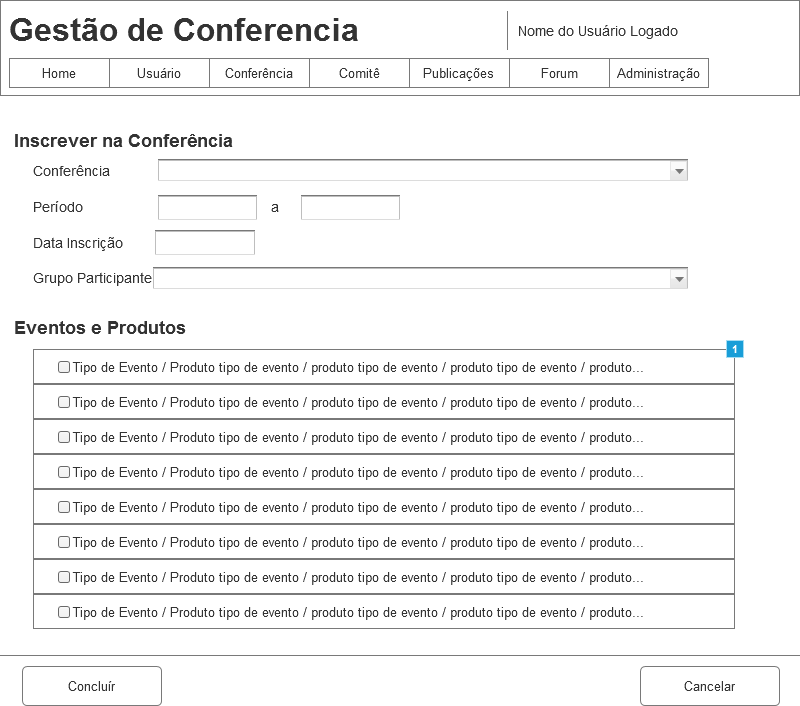 Gestão de Conferencia
Nome do Usuário Logado
Home Usuário Conferência Comitê Publicações Forum Administração
Inscrever na Conferência
Conferência
Período a
Data Inscrição
Grupo Participante
Eventos e Produtos
1
Tipo de Evento / Produto tipo de evento / produto tipo de evento / produto tipo de evento / produto...
Tipo de Evento / Produto tipo de evento / produto tipo de evento / produto tipo de evento / produto...
Tipo de Evento / Produto tipo de evento / produto tipo de evento / produto tipo de evento / produto...
Tipo de Evento / Produto tipo de evento / produto tipo de evento / produto tipo de evento / produto...
Tipo de Evento / Produto tipo de evento / produto tipo de evento / produto tipo de evento / produto...
Tipo de Evento / Produto tipo de evento / produto tipo de evento / produto tipo de evento / produto...
Tipo de Evento / Produto tipo de evento / produto tipo de evento / produto tipo de evento / produto...
Tipo de Evento / Produto tipo de evento / produto tipo de evento / produto tipo de evento / produto...
Concluír Cancelar